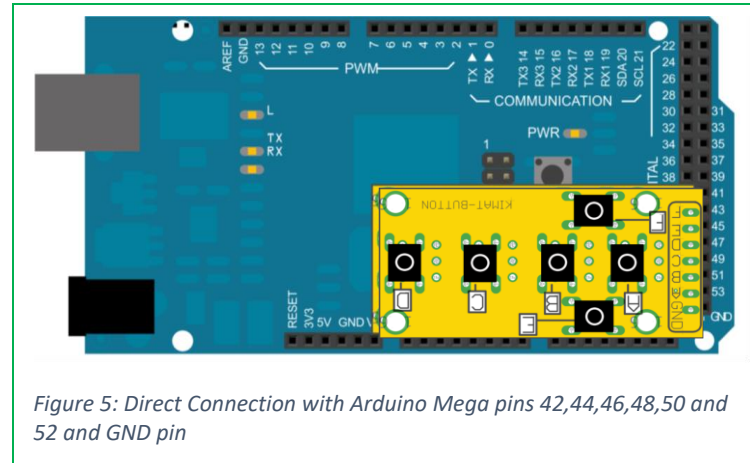 AREF
GND
13
12
11
10
9
8
7
6
5
4
3
2
1
0
TX
RX
PWM
TX3 14
RX3 15
TX2 16
RX2 17
TX1 18
RX1 19
SDA 20
SCL 21
COMMUNICATION
22
24
26
28
30
31
32
33
34
35
36
37
38
39
41
43
45
47
49
51
53
GND
L
TX
RX
PWR
1
KIMAT-BUTTON
F
E
D
C
B
A
GND
D
C
B
A
E
F
RESET
3V3
5V
GND
Figure 5: Direct Connection with Arduino Mega pins 42,44,46,48,50 and
52 and GND pin